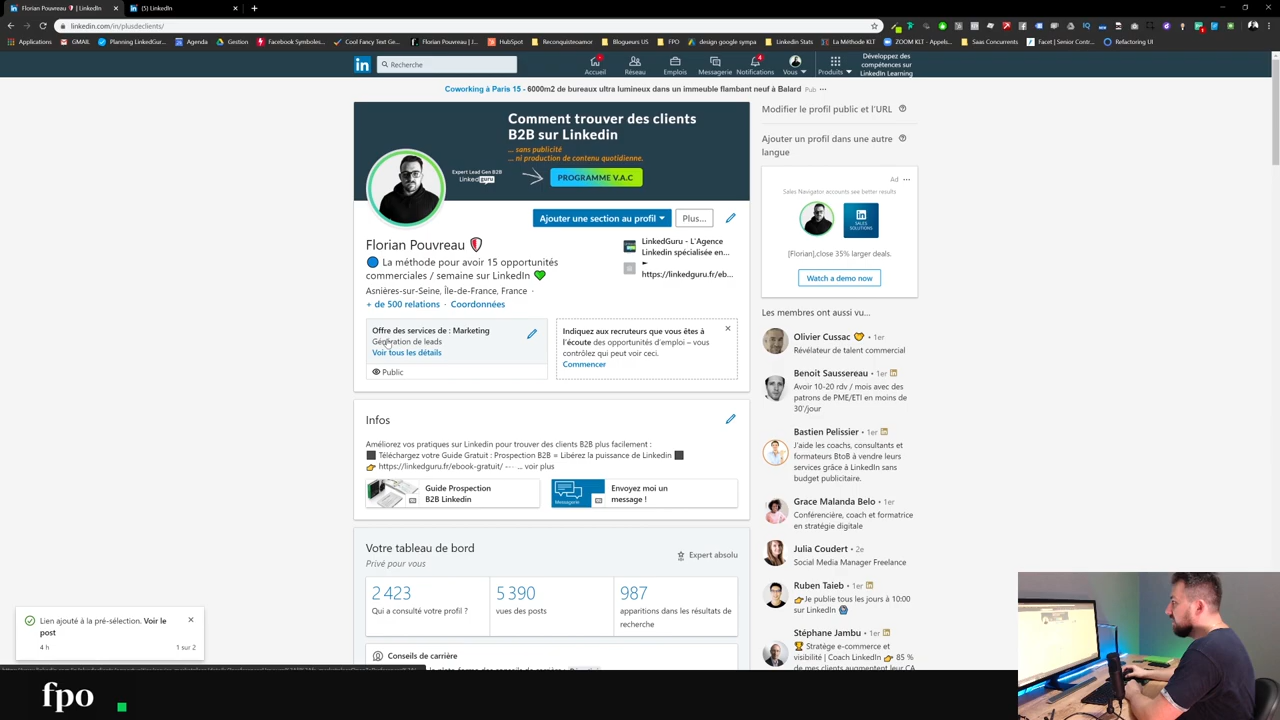 Florian Pouvreau | LinkedIn
(5) LinkedIn
linkedin.com/in/plusdeclients/
Applications
GMAIL
Planning LinkedGur...
Agenda
Gestion
Facebook Symboles...
Cool Fancy Text Ge...
Florian Pouvreau | J...
HubSpot
Reconquisteomar...
Blogueurs US
FPO
design google sympa
Linkedin Stats
La Méthode KLT
ZOOM KLT - Appels...
Saas Concurrents
Facet | Senior Contr...
Refactoring UI
Recherche
Accueil
Réseau
Emplois
Messagerie
Notifications
4
Vous
Produits
Développez des
compétences sur
LinkedIn Learning
Coworking à Paris 15 - 6000m2 de bureaux ultra lumineux dans un immeuble flambant neuf à Balard Pub ...
Comment trouver des clients
B2B sur Linkedin
... sans publicité
... ni production de contenu quotidienne.
Expert Lead Gen B2B
Linkedguru
PROGRAMME V.A.C
Ajouter une section au profil
Plus...
Florian Pouvreau
La méthode pour avoir 15 opportunités
commerciales / semaine sur LinkedIn
Asnières-sur-Seine, Île-de-France, France ·
+ de 500 relations · Coordonnées
LinkedGuru - L'Agence
Linkedin spécialisée en...
https://linkedguru.fr/eb...
Offre des services de : Marketing
Génération de leads
Voir tous les détails
Public
Indiquez aux recruteurs que vous êtes à
l'écoute des opportunités d'emploi – vous
contrôlez qui peut voir ceci.
Commencer
Infos
Améliorez vos pratiques sur Linkedin pour trouver des clients B2B plus facilement :
Téléchargez votre Guide Gratuit : Prospection B2B = Libérez la puissance de Linkedin
https://linkedguru.fr/ebook-gratuit/ -·· ... voir plus
Guide Prospection
B2B Linkedin
Messagerie
Envoyez moi un
message !
Votre tableau de bord
Privé pour vous
Expert absolu
2 423
Qui a consulté votre profil ?
5 390
vues des posts
987
apparitions dans les résultats de
recherche
Conseils de carrière
Modifier le profil public et l'URL
Ajouter un profil dans une autre
langue
Ad ...
Sales Navigator accounts see better results
SALES
SOLUTIONS
[Florian],close 35% larger deals.
Watch a demo now
Les membres ont aussi vu...
Olivier Cussac • 1er
Révélateur de talent commercial
Benoit Saussereau • 1er
Avoir 10-20 rdv / mois avec des
patrons de PME/ETI en moins de
30'/jour
Bastien Pelissier • 1er
J'aide les coachs, consultants et
formateurs BtoB à vendre leurs
services grâce à LinkedIn sans
budget publicitaire.
Grace Malanda Belo • 1er
Conférencière, coach et formatrice
en stratégie digitale
Julia Coudert • 2e
Social Media Manager Freelance
Ruben Taieb • 1er
Je publie tous les jours à 10:00
sur LinkedIn
Stéphane Jambu • 1er
Stratège e-commerce et
visibilité | Coach LinkedIn 85 %
de mes clients augmentent leur CA
Lien ajouté à la pré-sélection. Voir le
post
4 h
1 sur 2
fpo